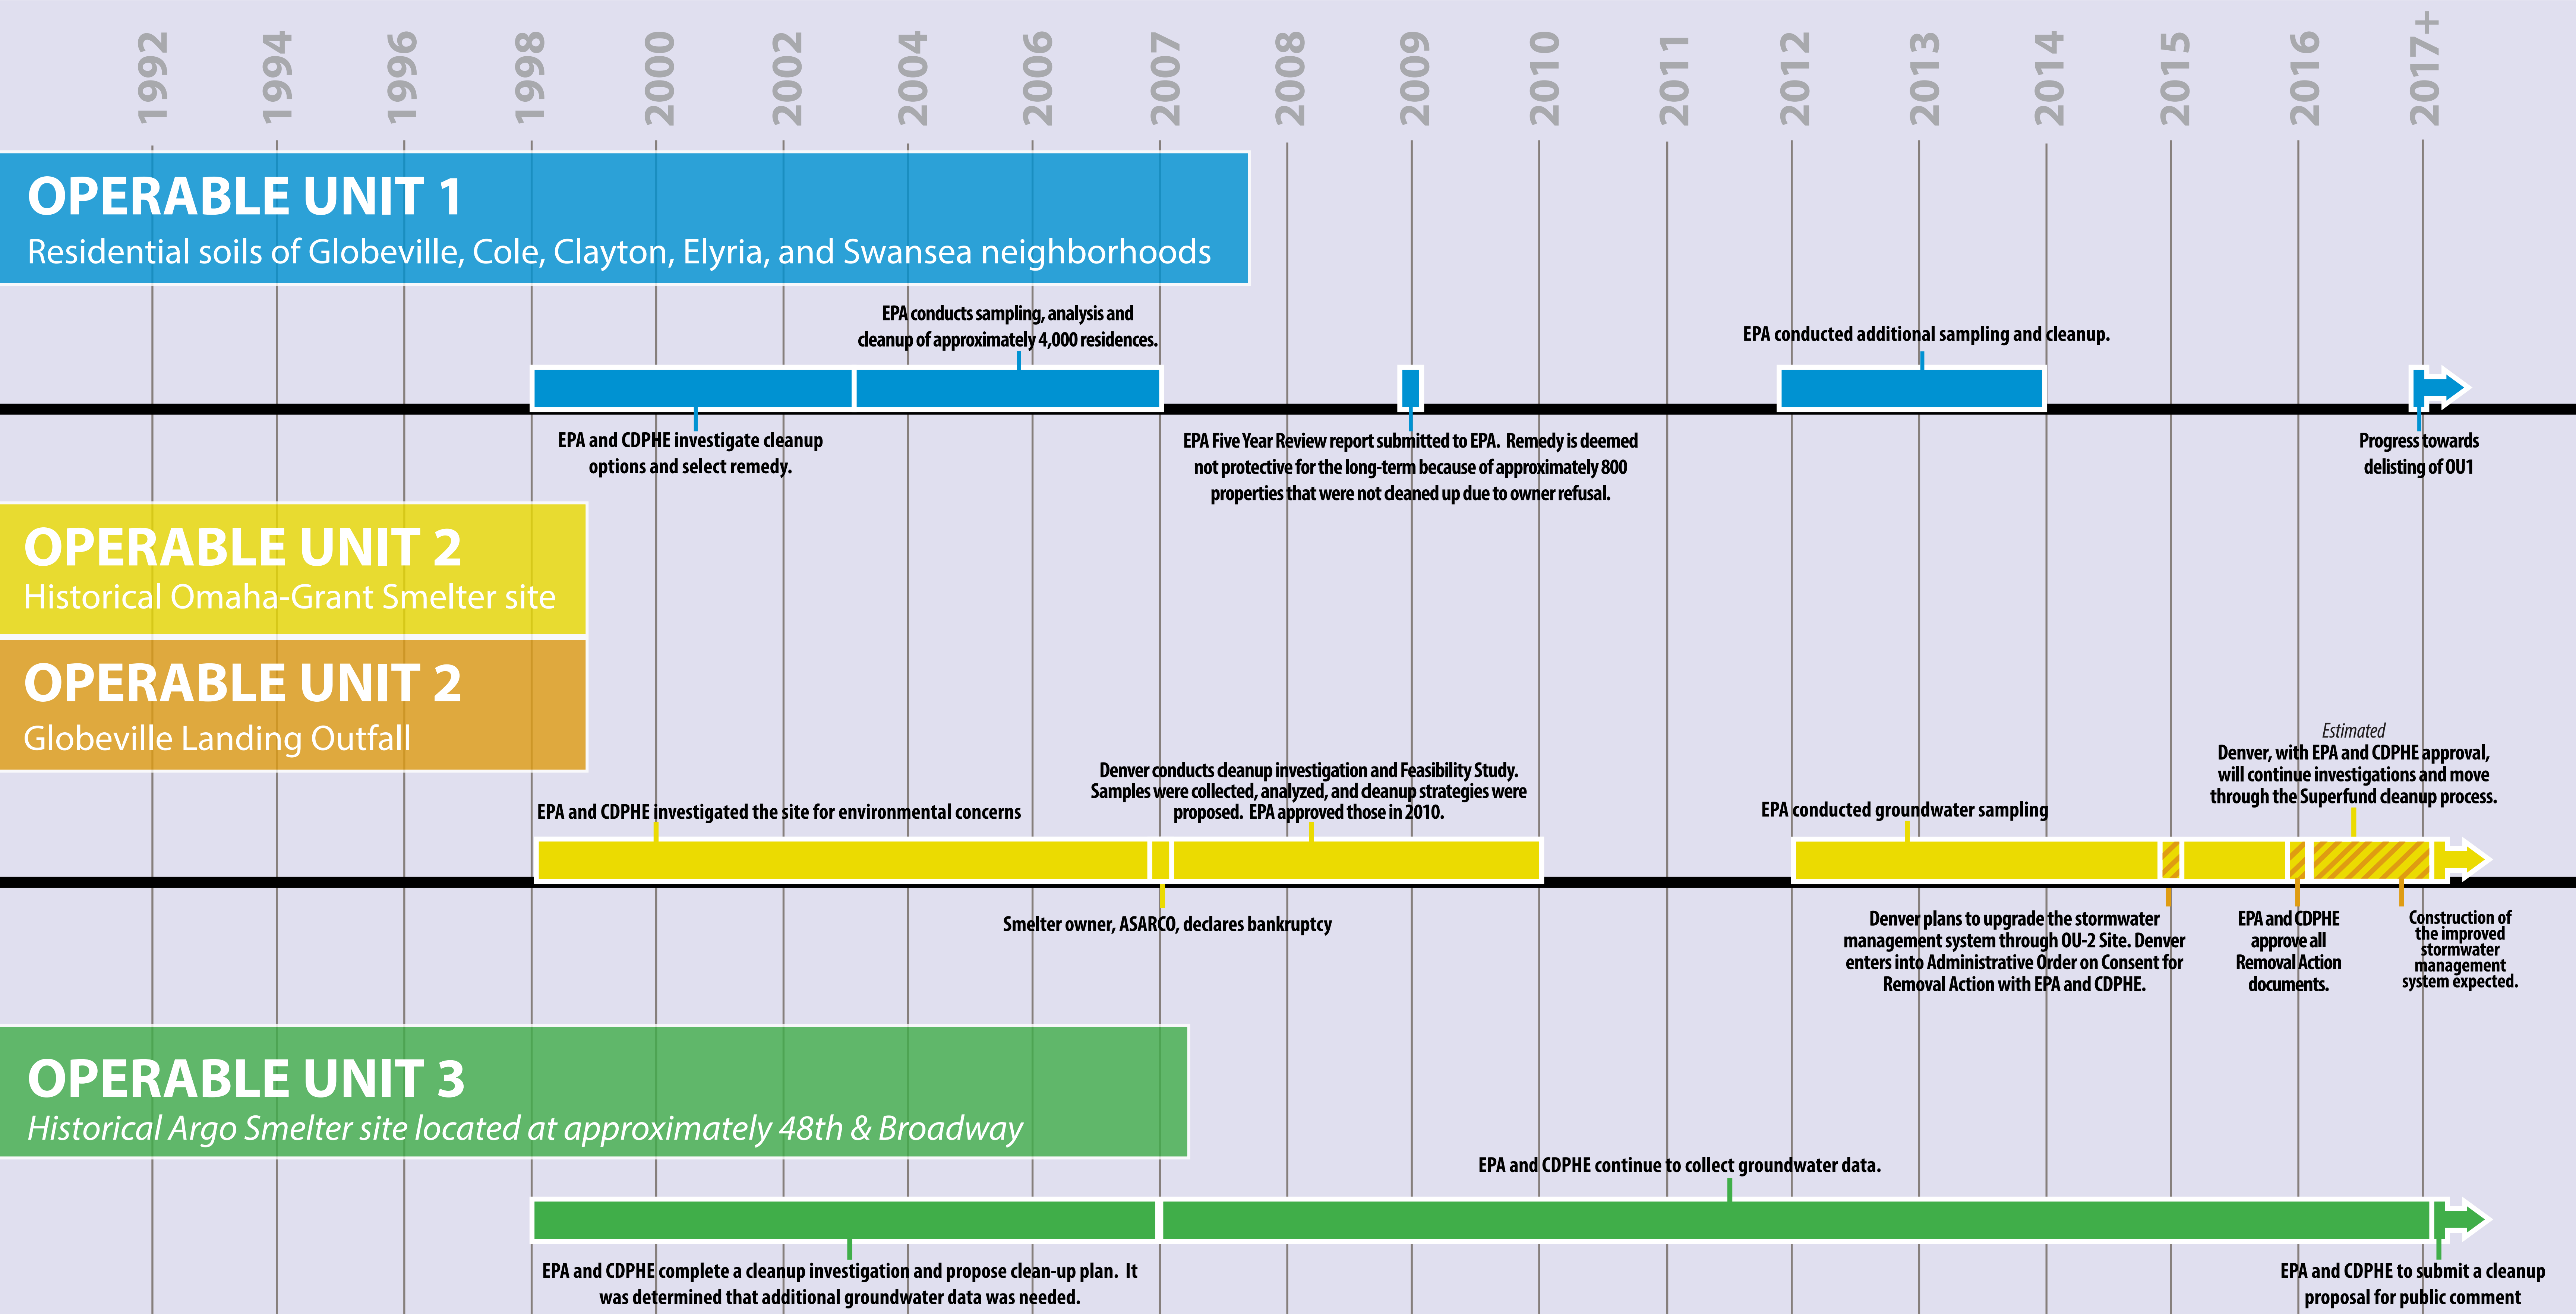 1992
1994
1996
1998
2000
2002
2004
2006
2007
2008
2009
2010
2011
2012
2013
2014
2015
2016
2017+
OPERABLE UNIT 1
Residential soils of Globeville, Cole, Clayton, Elyria, and Swansea neighborhoods
EPA conducts sampling, analysis and
cleanup of approximately 4,000 residences.
EPA conducted additional sampling and cleanup.
EPA and CDPHE investigate cleanup
options and select remedy.
EPA Five Year Review report submitted to EPA. Remedy is deemed
not protective for the long-term because of approximately 800
properties that were not cleaned up due to owner refusal.
Progress towards
delisting of OU1
OPERABLE UNIT 2
Historical Omaha-Grant Smelter site
OPERABLE UNIT 2
Globeville Landing Outfall
EPA and CDPHE investigated the site for environmental concerns
Denver conducts cleanup investigation and Feasibility Study.
Samples were collected, analyzed, and cleanup strategies were
proposed. EPA approved those in 2010.
EPA conducted groundwater sampling
Estimated
Denver, with EPA and CDPHE approval,
will continue investigations and move
through the Superfund cleanup process.
Smelter owner, ASARCO, declares bankruptcy
Denver plans to upgrade the stormwater
management system through OU-2 Site. Denver
enters into Administrative Order on Consent for
Removal Action with EPA and CDPHE.
EPA and CDPHE
approve all
Removal Action
documents.
Construction of
the improved
stormwater
management
system expected.
OPERABLE UNIT 3
Historical Argo Smelter site located at approximately 48th & Broadway
EPA and CDPHE continue to collect groundwater data.
EPA and CDPHE complete a cleanup investigation and propose clean-up plan. It
was determined that additional groundwater data was needed.
EPA and CDPHE to submit a cleanup
proposal for public comment